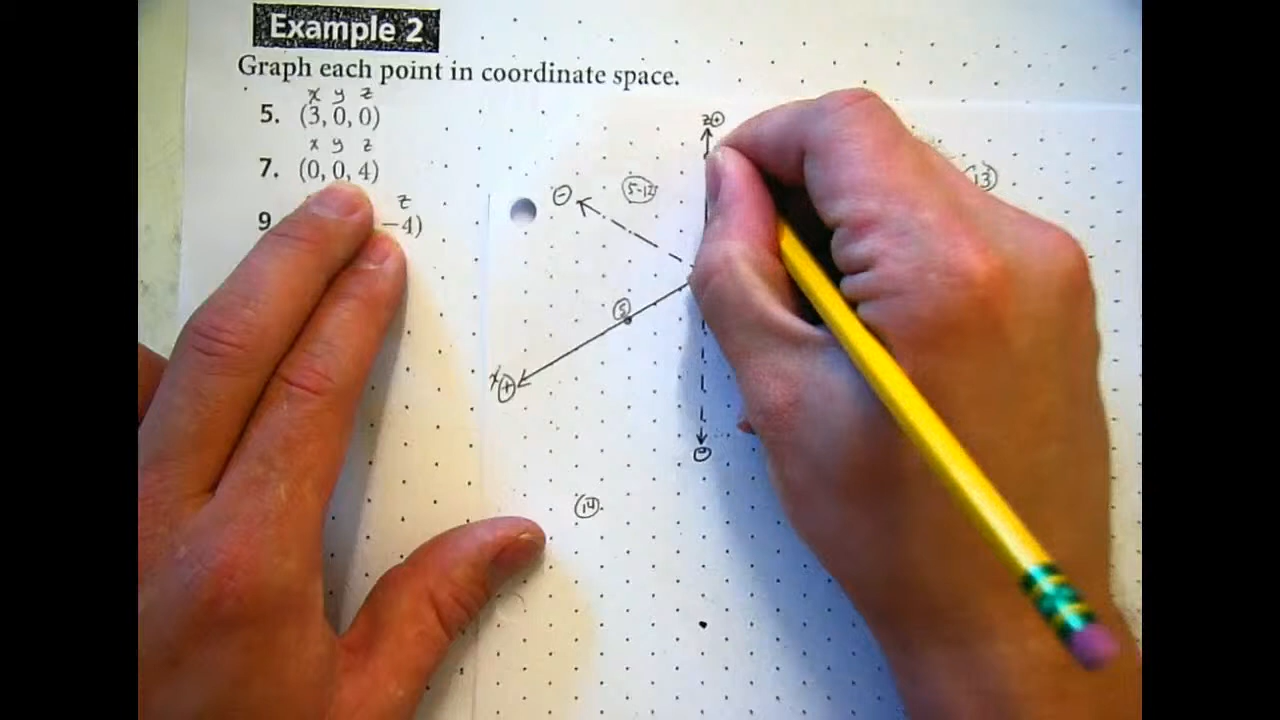 Example 2
Graph each point in coordinate space.
x y z
5. (3, 0, 0)
x y z
7. (0, 0, 4)
z
9 −4)
z+
−
5-12
13
5
x +
−
14